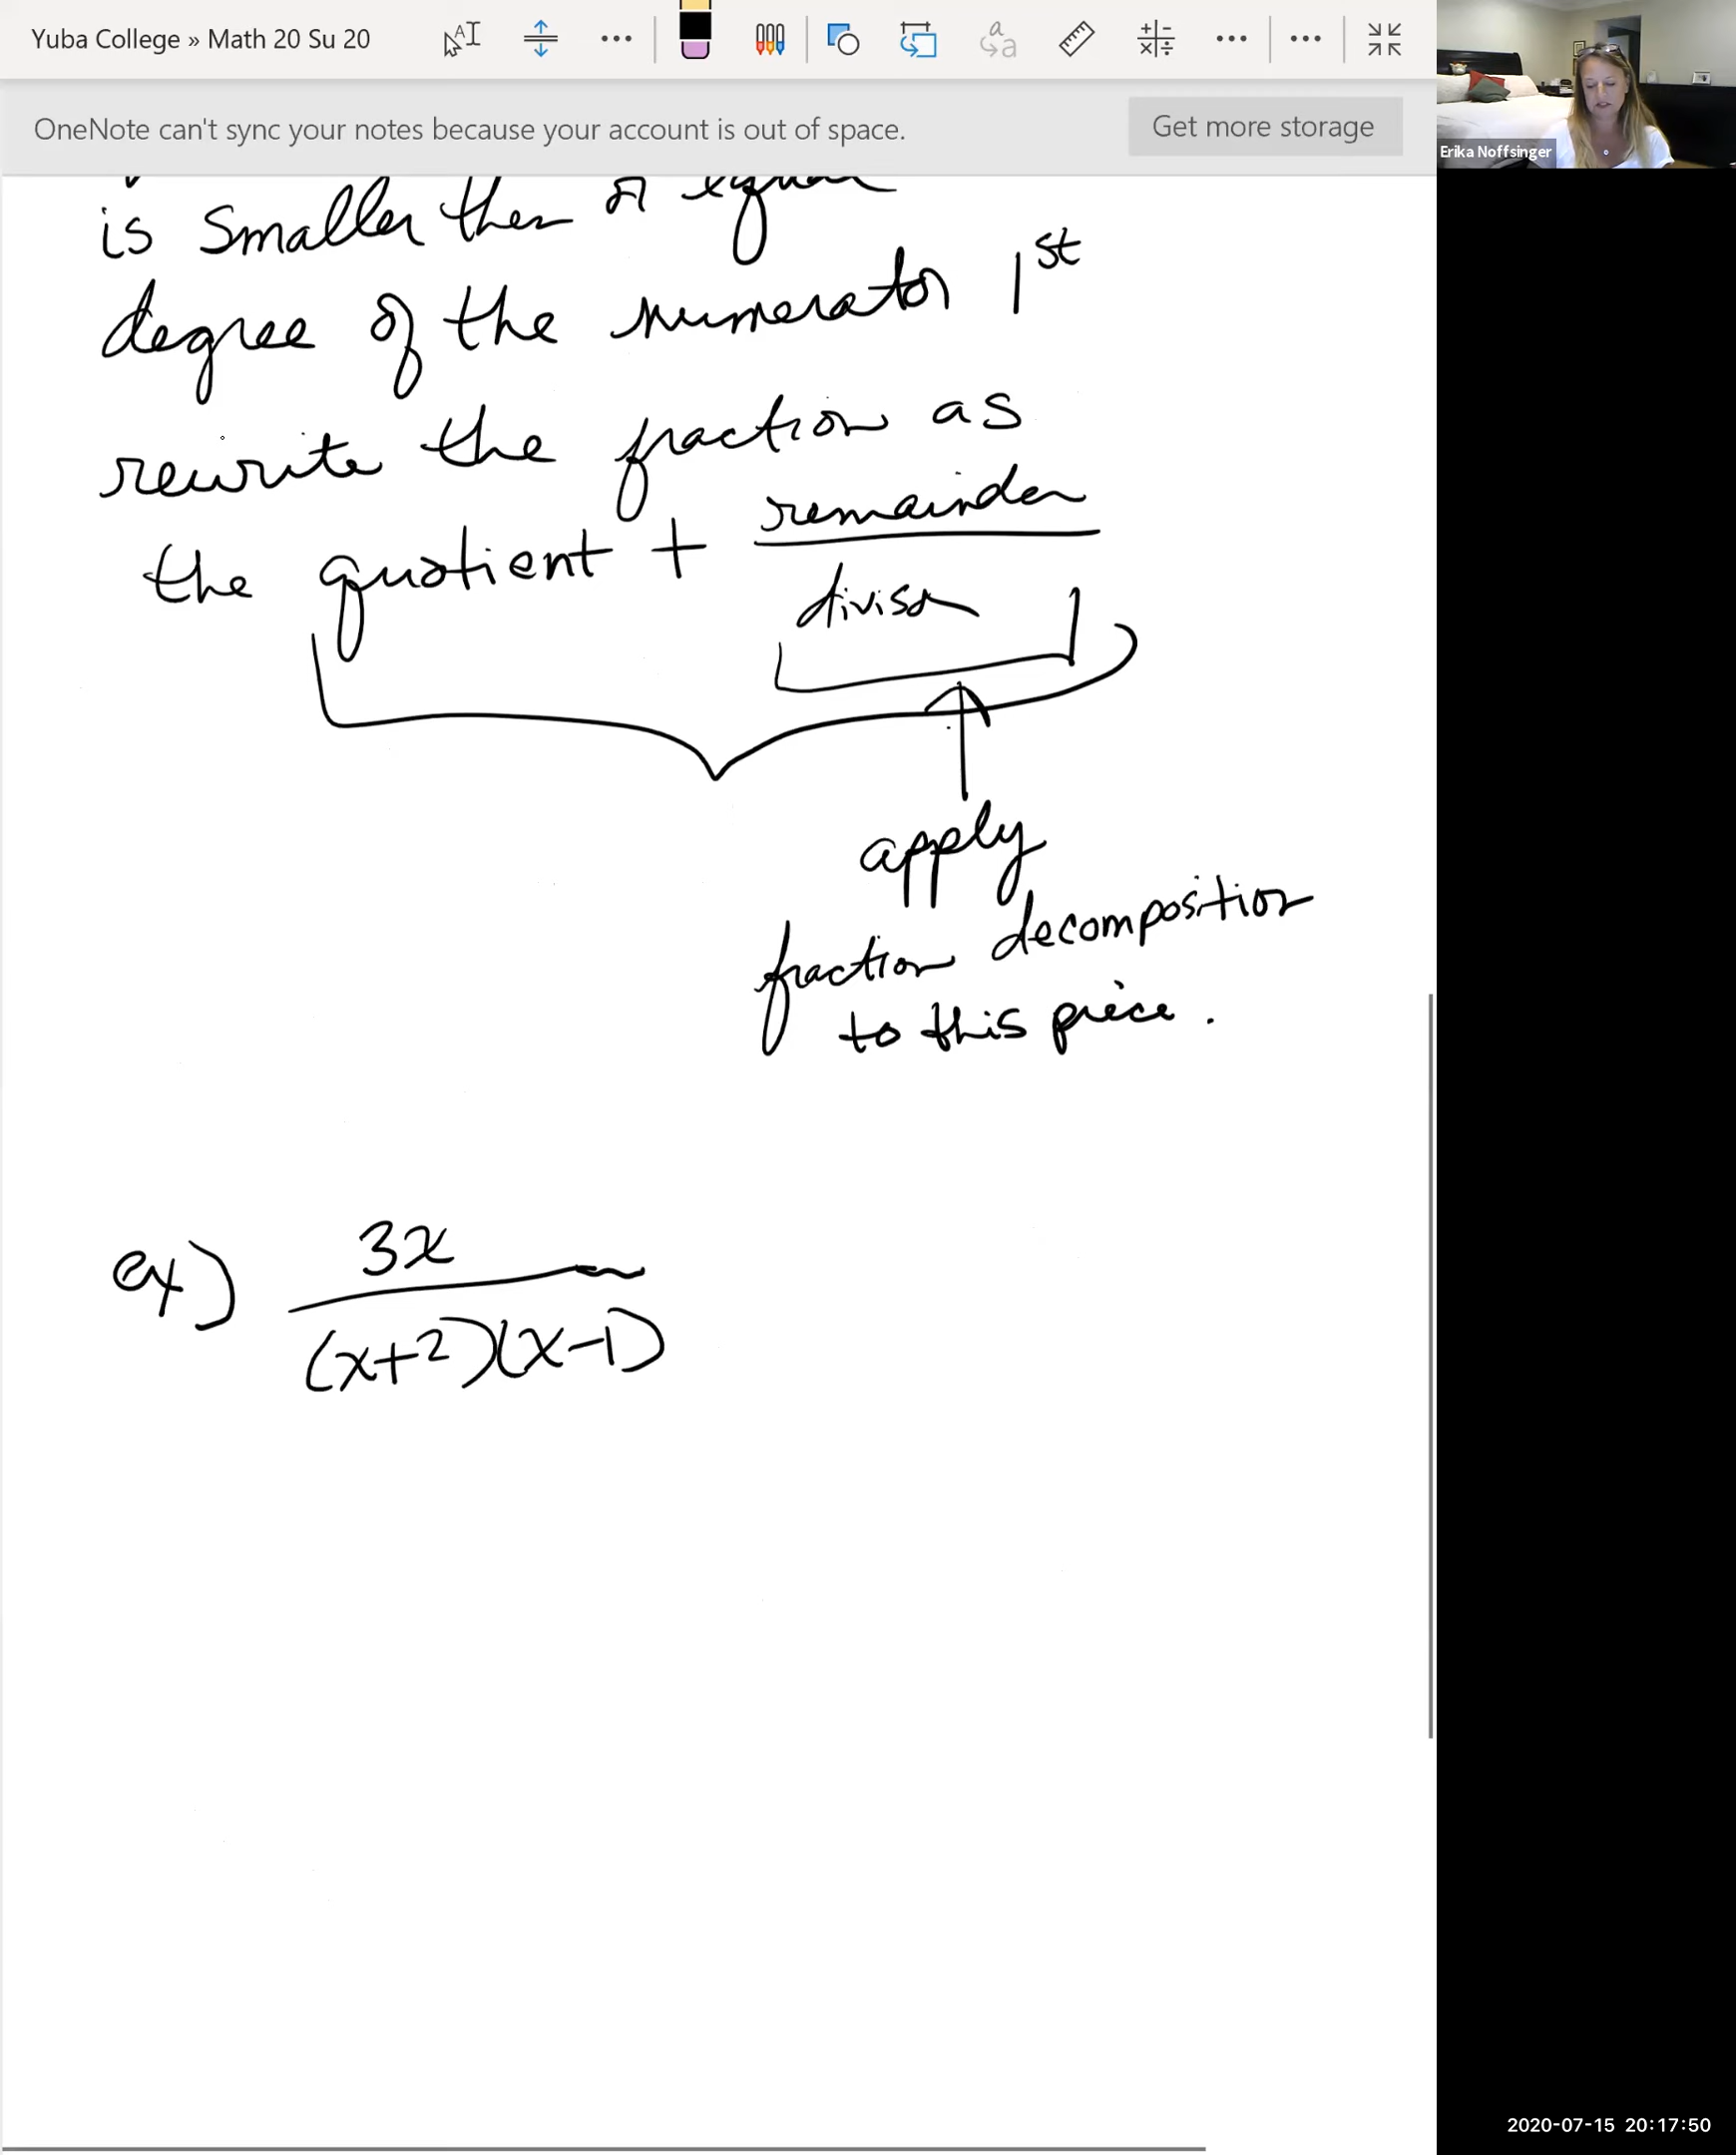 Yuba College » Math 20 Su 20
OneNote can't sync your notes because your account is out of space.
Get more storage
Erika Noffsinger
is smaller then or equal
degree of the numerator 1st
rewrite the fraction as
the quotient + remainder
divisor
apply
fraction decomposition
to this piece.
ex) 3x
(x+2)(x-1)
2020-07-15 20:17:50